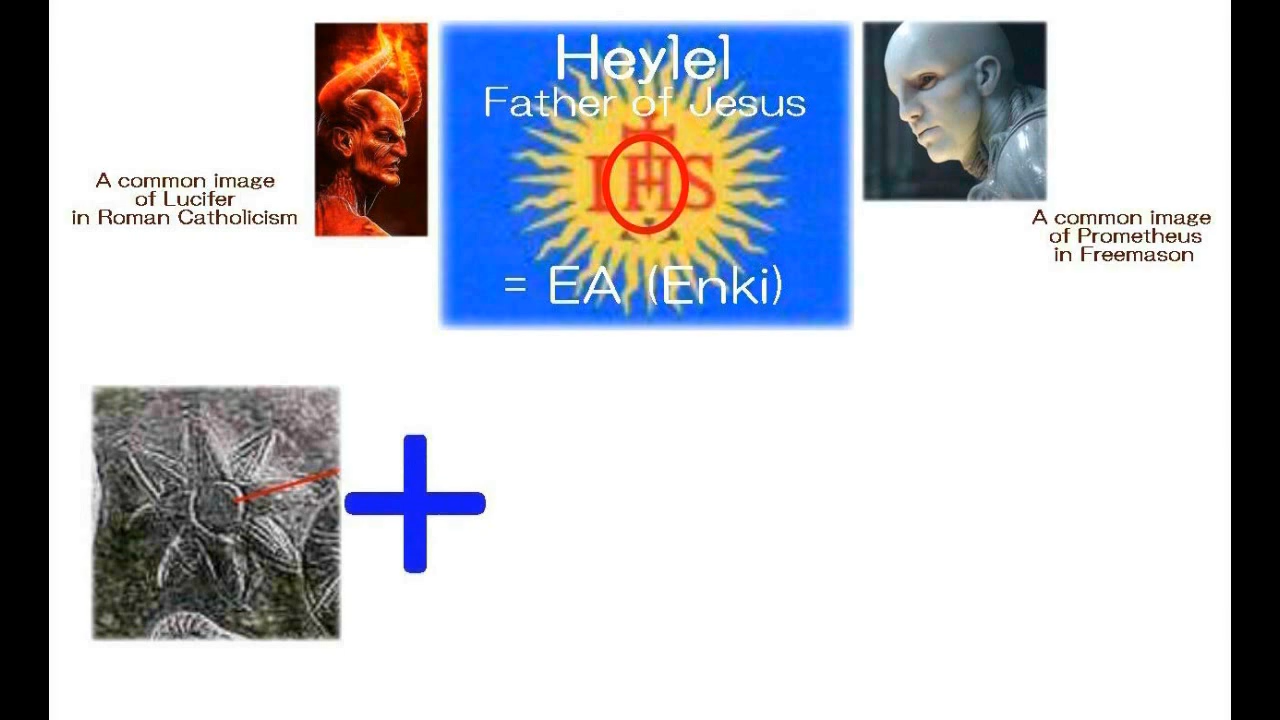 Heylel
Father of Jesus
IHS
= EA (Enki)
A common image
of Lucifer
in Roman Catholicism
A common image
of Prometheus
in Freemason